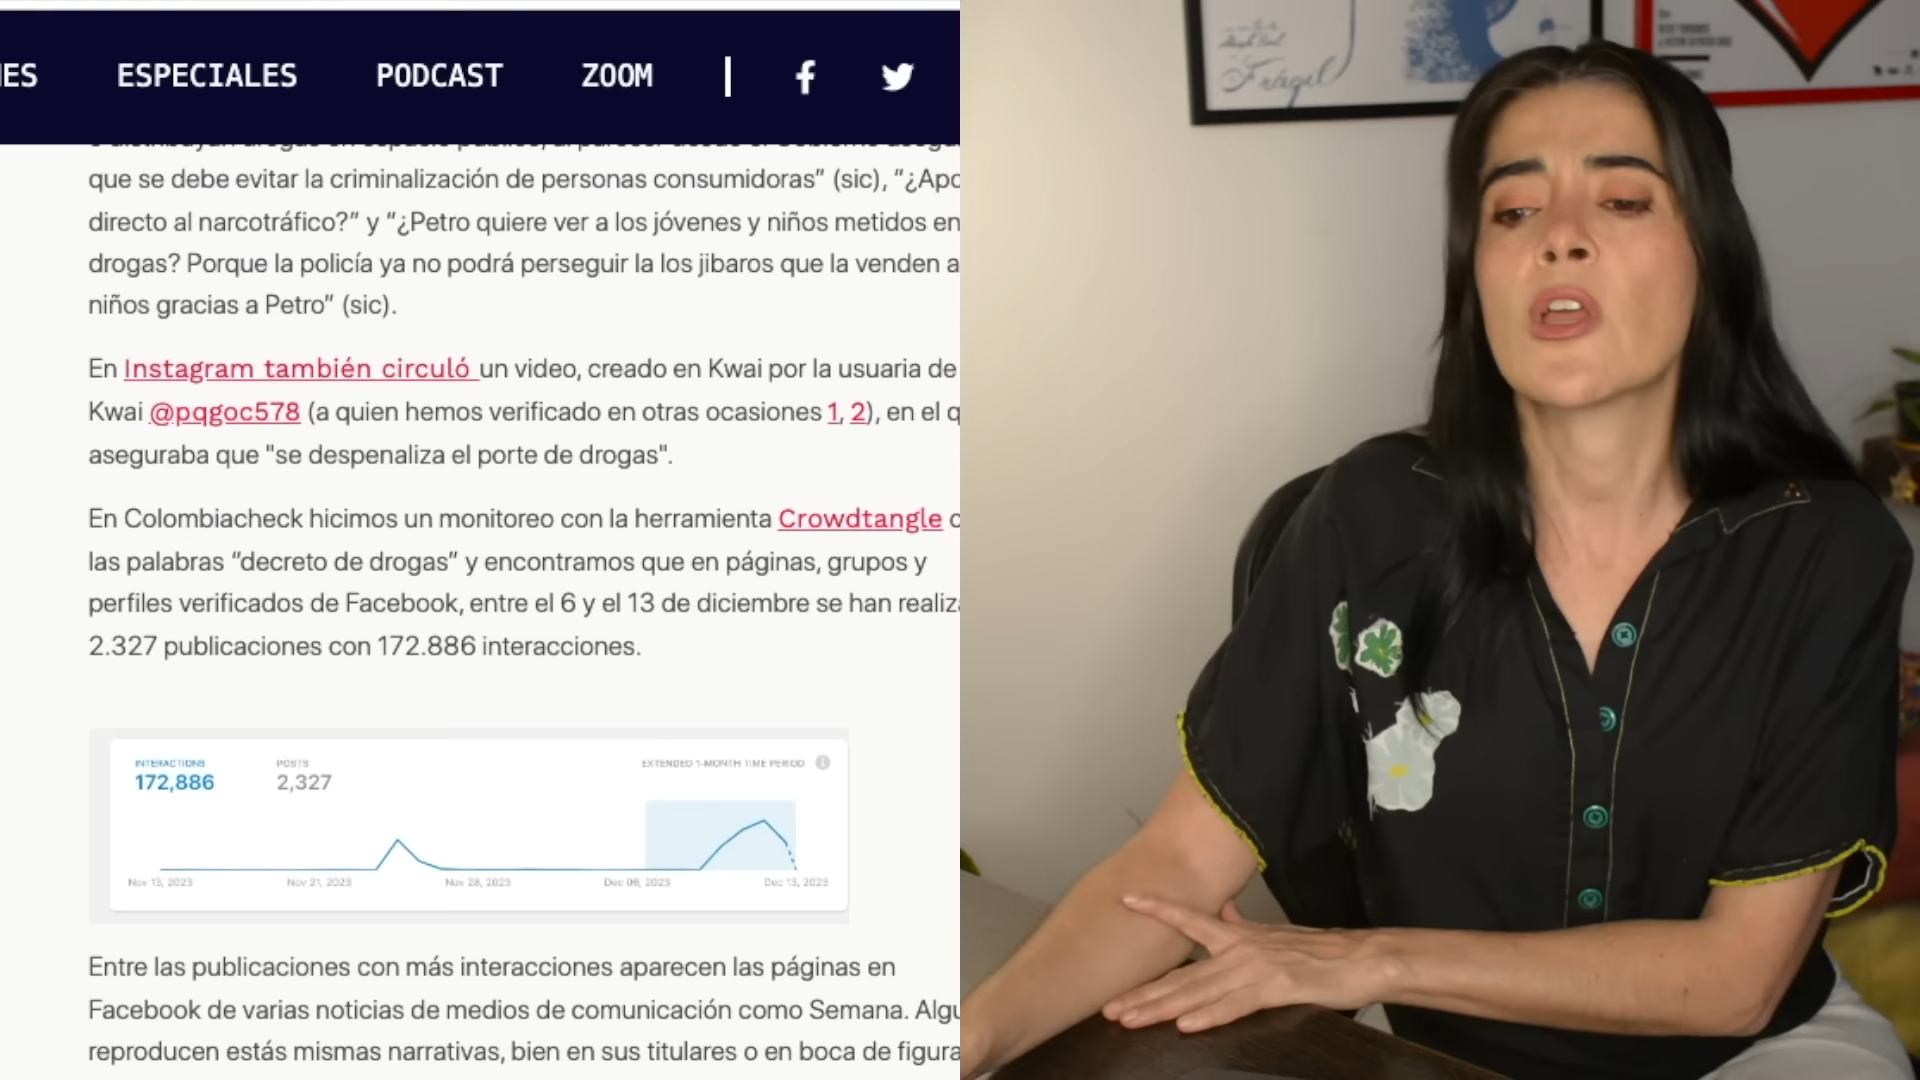 ESPECIALES PODCAST ZOOM
que se debe evitar la criminalización de personas consumidoras” (sic), “¿Apo
directo al narcotráfico?” y “¿Petro quiere ver a los jóvenes y niños metidos en
drogas? Porque la policía ya no podrá perseguir la los jibaros que la venden a
niños gracias a Petro” (sic).
En Instagram también circuló un video, creado en Kwai por la usuaria de
Kwai @pqgoc578 (a quien hemos verificado en otras ocasiones 1, 2), en el q
aseguraba que "se despenaliza el porte de drogas".
En Colombiacheck hicimos un monitoreo con la herramienta Crowdtangle
las palabras “decreto de drogas” y encontramos que en páginas, grupos y
perfiles verificados de Facebook, entre el 6 y el 13 de diciembre se han realiz
2.327 publicaciones con 172.886 interacciones.
INTERACTIONS POSTS EXTENDED 1-MONTH TIME PERIOD
172,886 2,327
Nov 13, 2023 Nov 21, 2023 Nov 28, 2023 Dec 06, 2023 Dec 13, 2023
Entre las publicaciones con más interacciones aparecen las páginas en
Facebook de varias noticias de medios de comunicación como Semana. Algu
reproducen estás mismas narrativas, bien en sus titulares o en boca de figura
Frágil